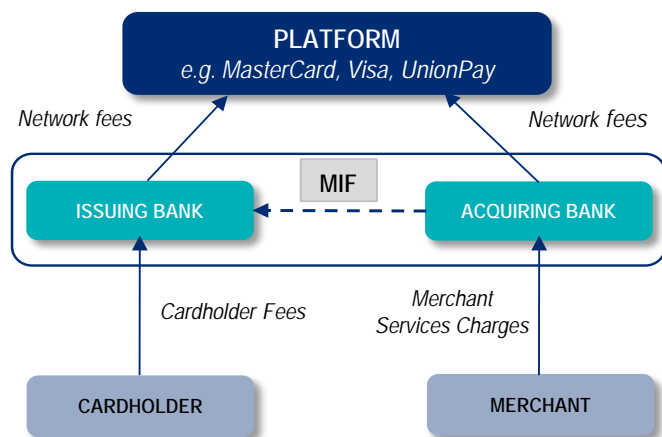 PLATFORM
e.g. MasterCard, Visa, UnionPay
Network fees
Network fees
MIF
ISSUING BANK
ACQUIRING BANK
Cardholder Fees
Merchant
Services Charges
CARDHOLDER
MERCHANT